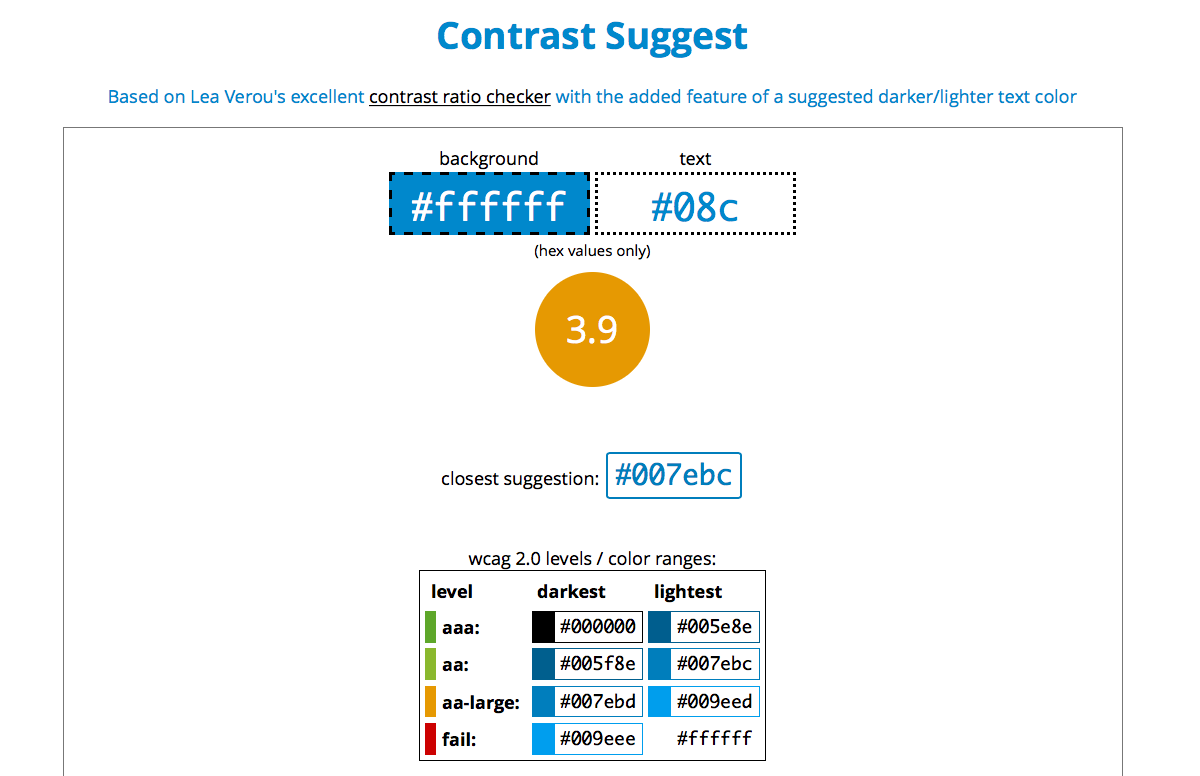 Contrast Suggest
Based on Lea Verou's excellent contrast ratio checker with the added feature of a suggested darker/lighter text color
background text
#ffffff #08c
(hex values only)
3.9
closest suggestion: #007ebc
wcag 2.0 levels / color ranges:
level darkest lightest
aaa: #000000 #005e8e
aa: #005f8e #007ebc
aa-large: #007ebd #009eed
fail: #009eee #ffffff